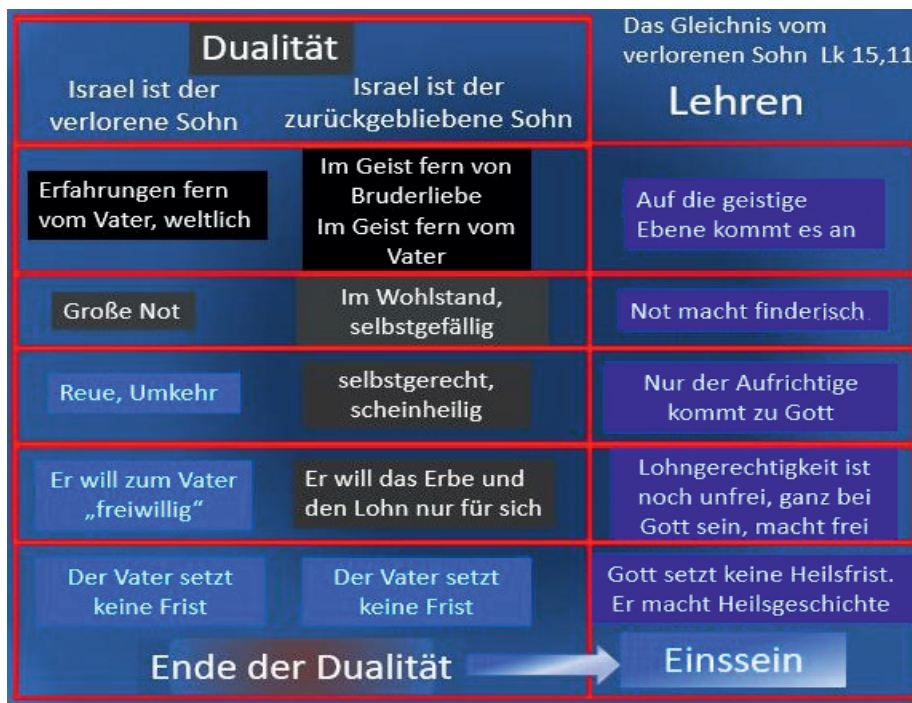 Dualität
Israel ist der
verlorene Sohn
Israel ist der
zurückgebliebene Sohn
Das Gleichnis vom
verlorenen Sohn Lk 15,11
Lehren
Erfahrungen fern
vom Vater, weltlich
Im Geist fern von
Bruderliebe
Im Geist fern vom
Vater
Auf die geistige
Ebene kommt es an
Große Not
Im Wohlstand,
selbstgefällig
Not macht finderisch.
Reue, Umkehr
selbstgerecht,
scheinheilig
Nur der Aufrichtige
kommt zu Gott
Er will zum Vater
„freiwillig“
Er will das Erbe und
den Lohn nur für sich
Lohngerechtigkeit ist
noch unfrei, ganz bei
Gott sein, macht frei
Der Vater setzt
keine Frist
Der Vater setzt
keine Frist
Gott setzt keine Heilsfrist.
Er macht Heilsgeschichte
Ende der Dualität
Einssein